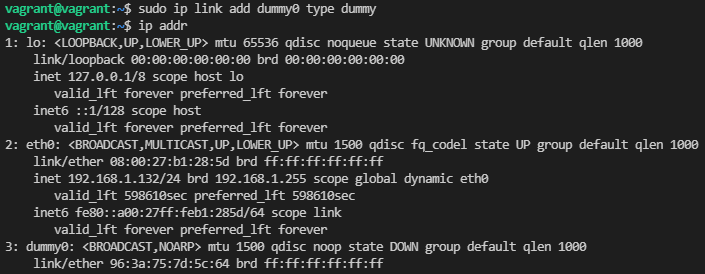 vagrant@vagrant:~$ sudo ip link add dummy0 type dummy
vagrant@vagrant:~$ ip addr
1: lo: <LOOPBACK,UP,LOWER_UP> mtu 65536 qdisc noqueue state UNKNOWN group default qlen 1000
    link/loopback 00:00:00:00:00:00 brd 00:00:00:00:00:00
    inet 127.0.0.1/8 scope host lo
       valid_lft forever preferred_lft forever
    inet6 ::1/128 scope host
       valid_lft forever preferred_lft forever
2: eth0: <BROADCAST,MULTICAST,UP,LOWER_UP> mtu 1500 qdisc fq_codel state UP group default qlen 1000
    link/ether 08:00:27:b1:28:5d brd ff:ff:ff:ff:ff:ff
    inet 192.168.1.132/24 brd 192.168.1.255 scope global dynamic eth0
       valid_lft 598610sec preferred_lft 598610sec
    inet6 fe80::a00:27ff:feb1:285d/64 scope link
       valid_lft forever preferred_lft forever
3: dummy0: <BROADCAST,NOARP> mtu 1500 qdisc noop state DOWN group default qlen 1000
    link/ether 96:3a:75:7d:5c:64 brd ff:ff:ff:ff:ff:ff